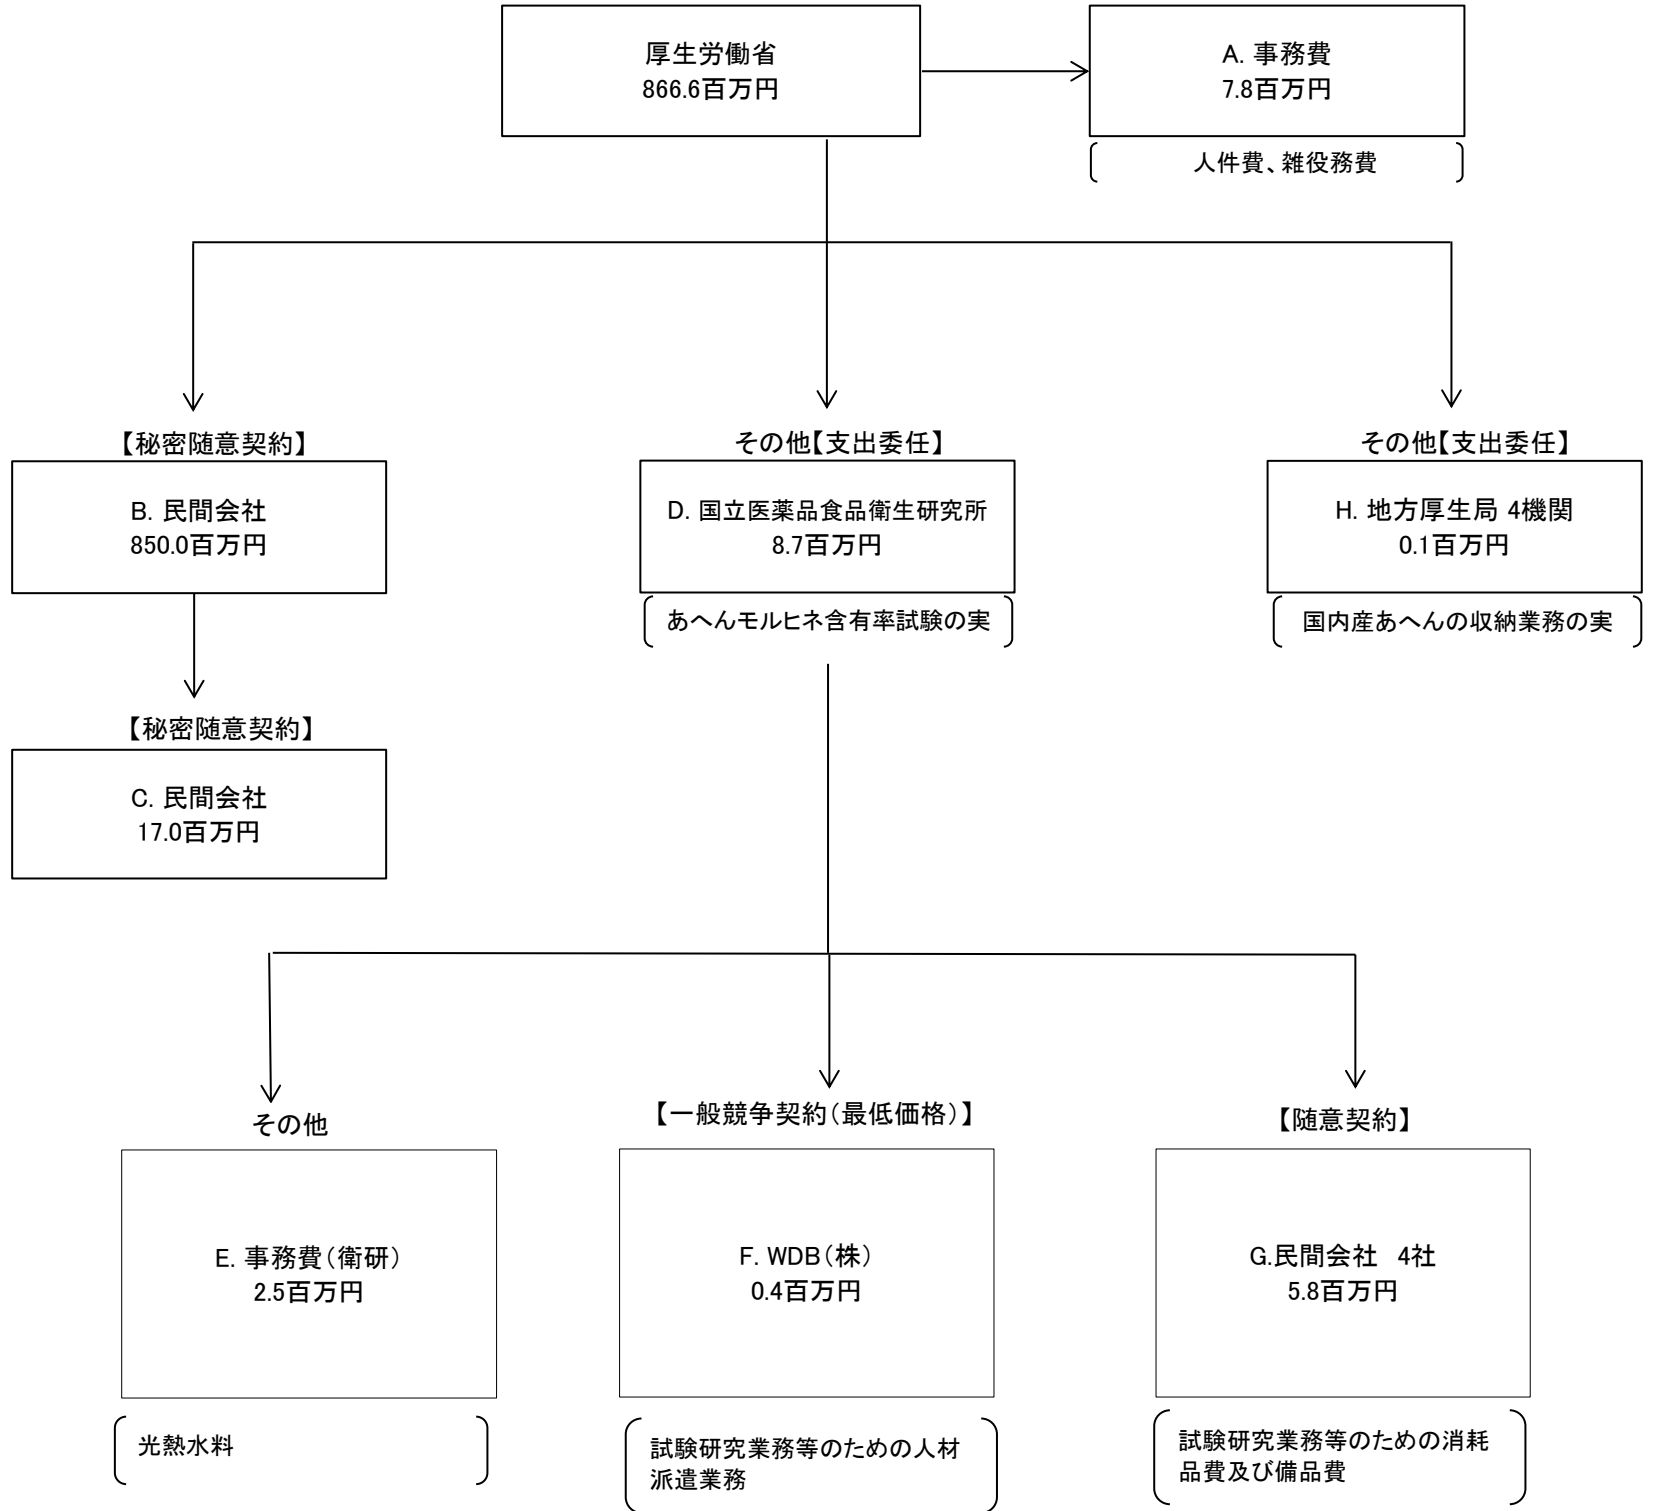 厚生労働省
866.6百万円
A. 事務費
7.8百万円
人件費、雑役務費
【秘密随意契約】
B. 民間会社
850.0百万円
その他【支出委任】
D. 国立医薬品食品衛生研究所
8.7百万円
あへんモルヒネ含有率試験の実
その他【支出委任】
H. 地方厚生局 4機関
0.1百万円
国内産あへんの収納業務の実
【秘密随意契約】
C. 民間会社
17.0百万円
その他
E. 事務費（衛研）
2.5百万円
光熱水料
【一般競争契約（最低価格）】
F. WDB（株）
0.4百万円
試験研究業務等のための人材
派遣業務
【随意契約】
G.民間会社　4社
5.8百万円
試験研究業務等のための消耗
品費及び備品費